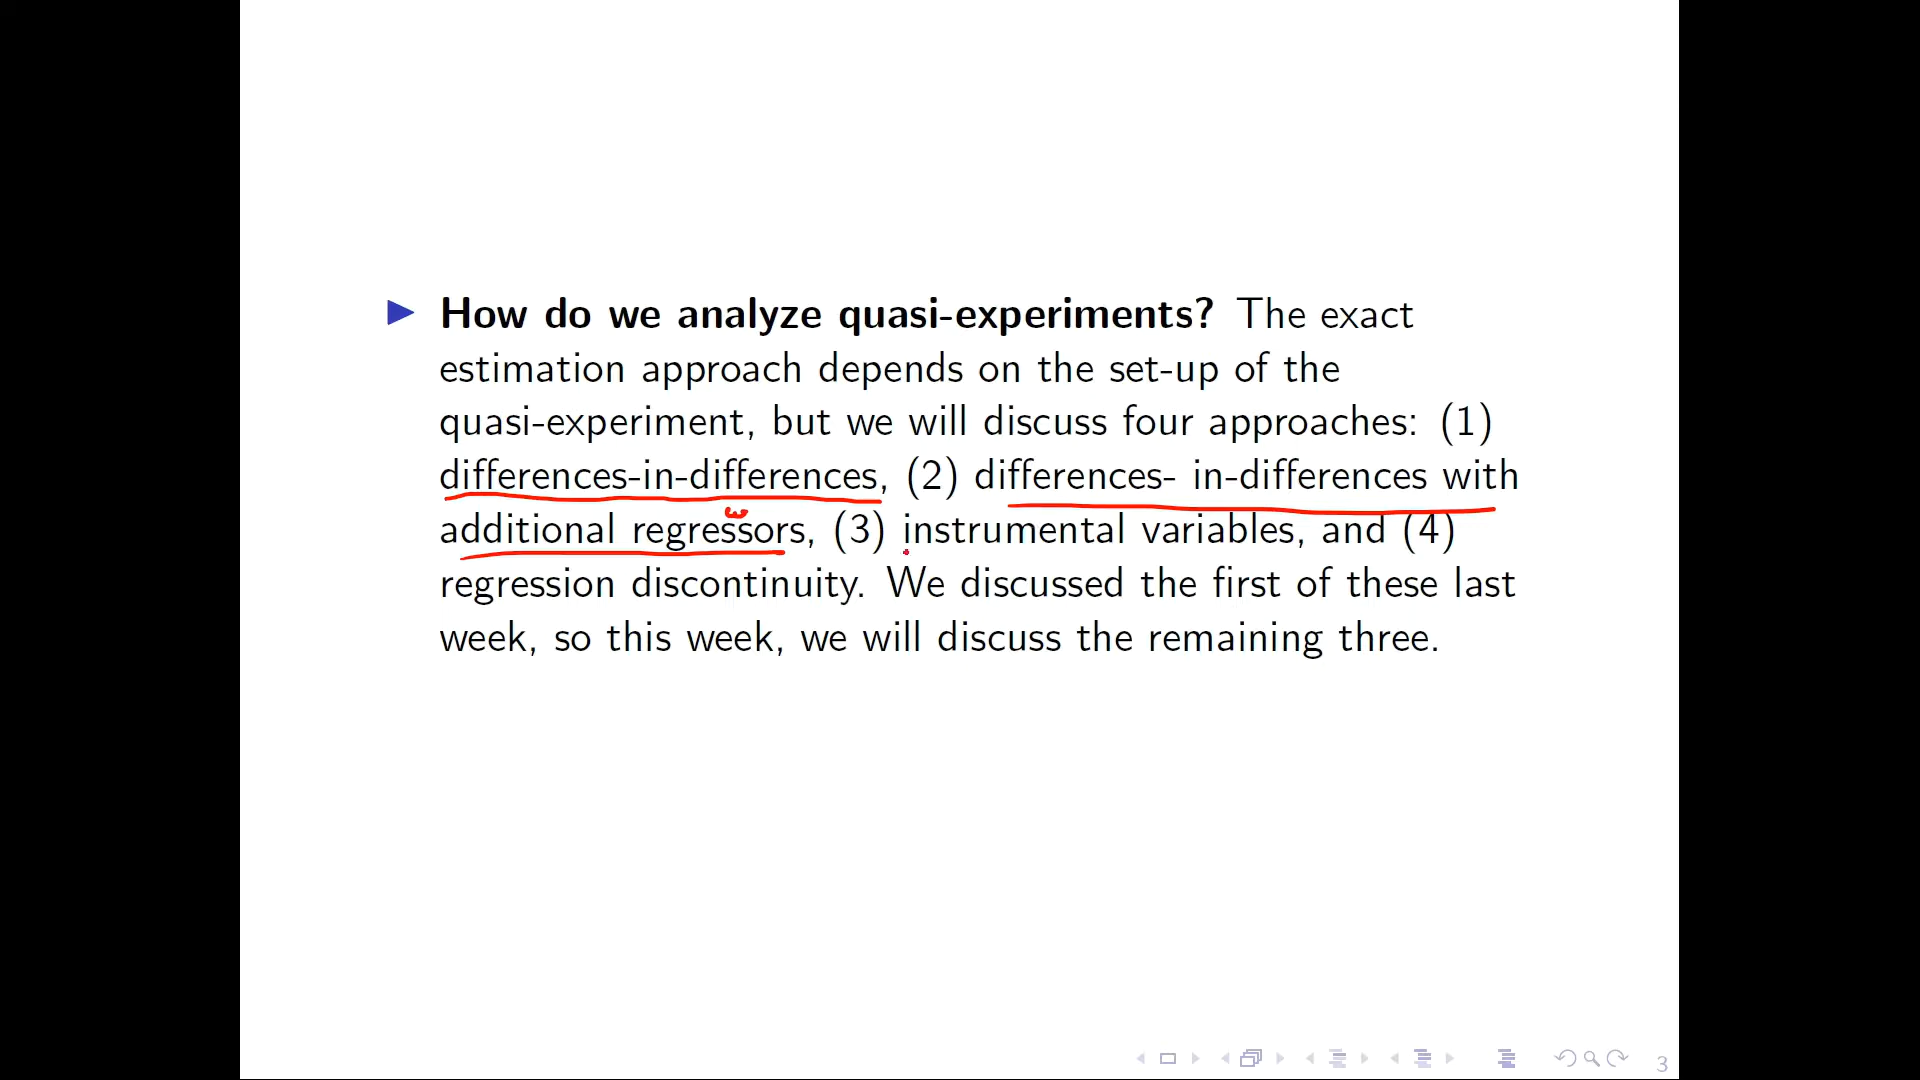 How do we analyze quasi-experiments? The exact
estimation approach depends on the set-up of the
quasi-experiment, but we will discuss four approaches: (1)
differences-in-differences, (2) differences- in-differences with
additional regressors, (3) instrumental variables, and (4)
regression discontinuity. We discussed the first of these last
week, so this week, we will discuss the remaining three.
3